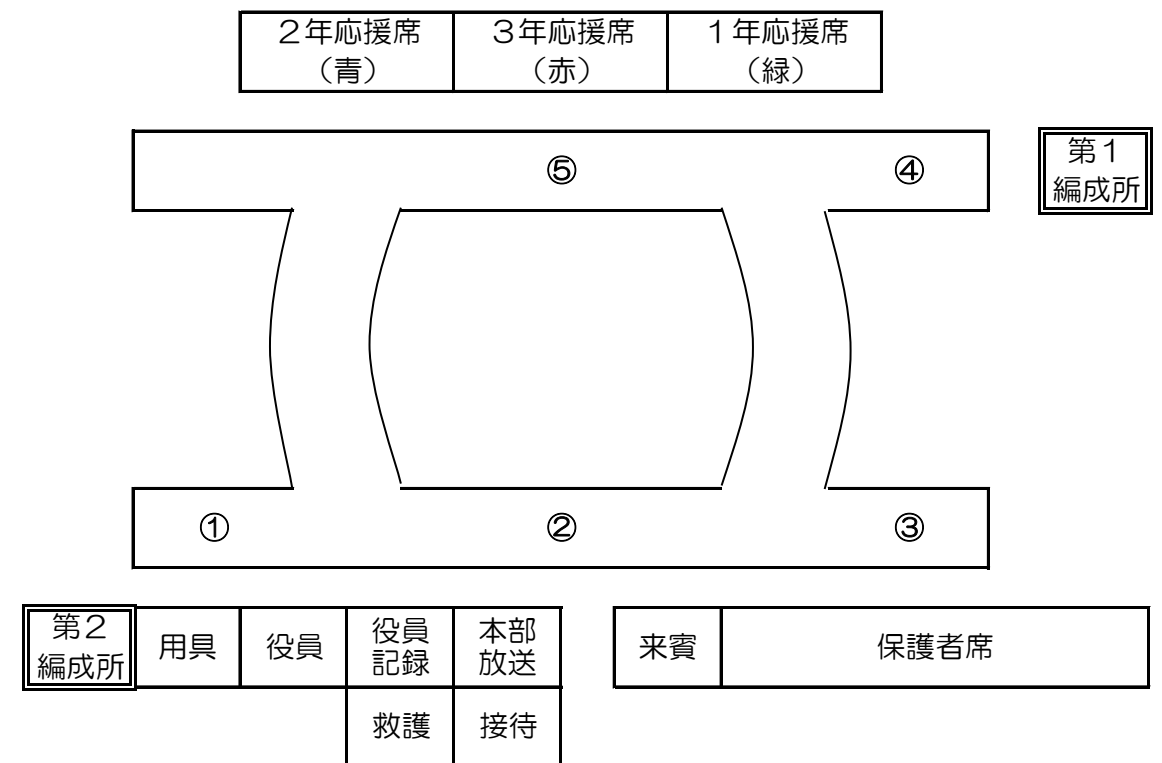 ２年応援席
（青）
３年応援席
（赤）
１年応援席
（緑）
⑤
④
第１
編成所
①
②
③
第２
編成所
用具
役員
役員
記録
本部
放送
来賓
保護者席
救護
接待